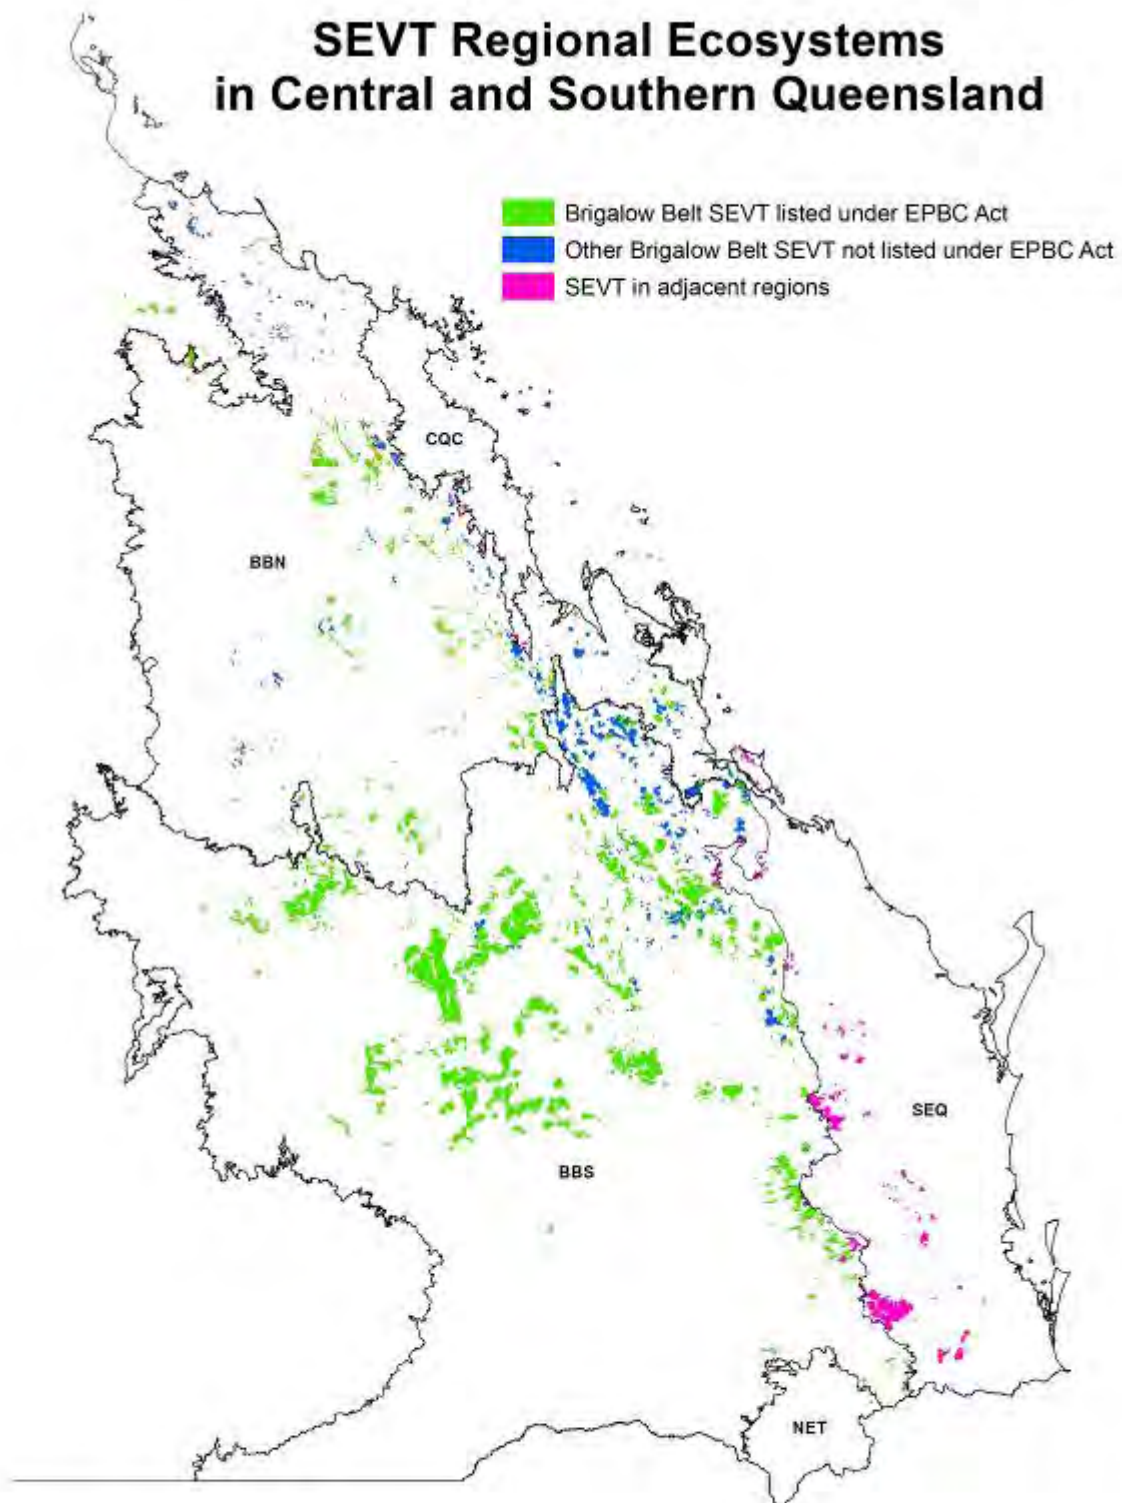 SEVT Regional Ecosystems
in Central and Southern Queensland
Brigalow Belt SEVT listed under EPBC Act
Other Brigalow Belt SEVT not listed under EPBC Act
SEVT in adjacent regions
CQC
BBN
SEQ
BBS
NET